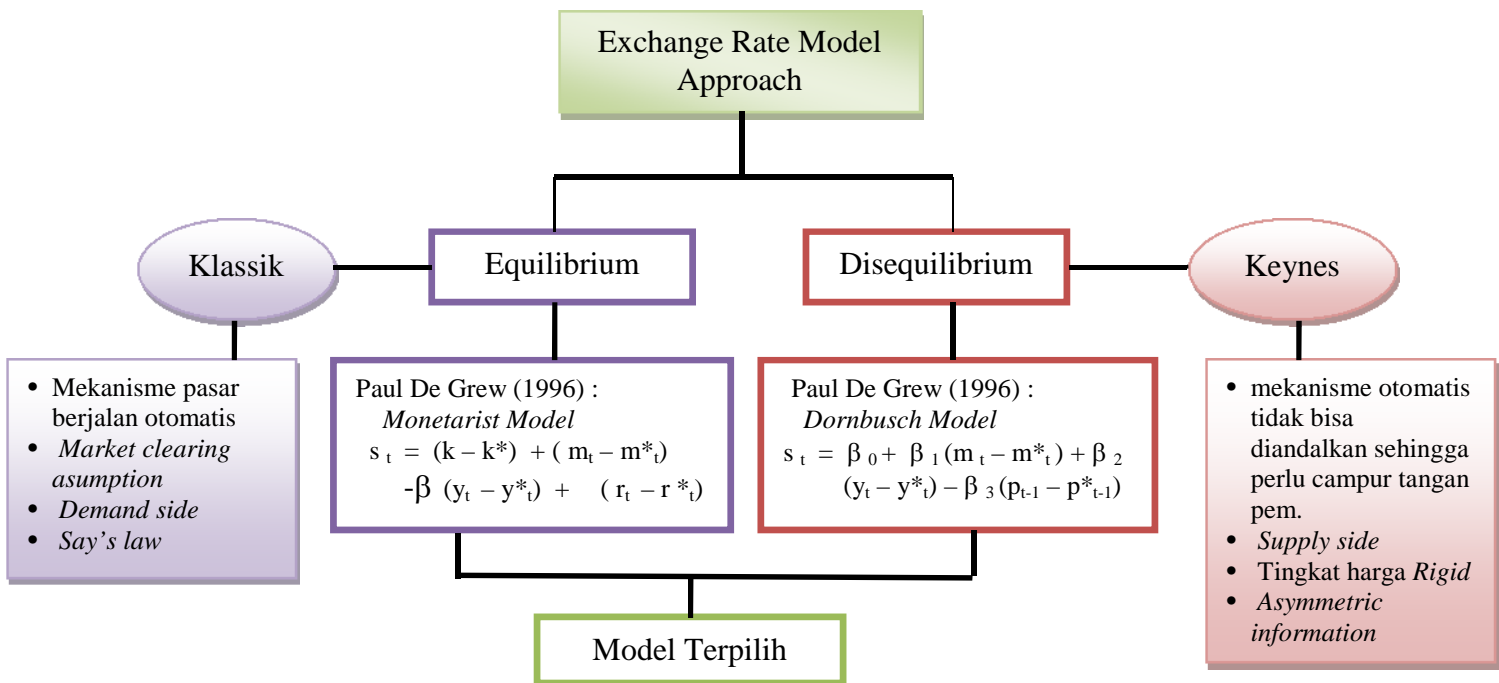 Exchange Rate Model
Approach
Klassik
Equilibrium
Disequilibrium
Keynes
• Mekanisme pasar
berjalan otomatis
• Market clearing
asumption
• Demand side
• Say’s law
Paul De Grew (1996) :
Monetarist Model
s t = (k – k*) + ( mt – m*t)
-β (yt – y*t) + ( rt – r *t)
Paul De Grew (1996) :
Dornbusch Model
s t = β 0 + β 1 (m t – m*t ) + β 2
(yt – y*t) – β 3 (pt-1 – p*t-1)
• mekanisme otomatis
tidak bisa
diandalkan sehingga
perlu campur tangan
pem.
• Supply side
• Tingkat harga Rigid
• Asymmetric
information
Model Terpilih